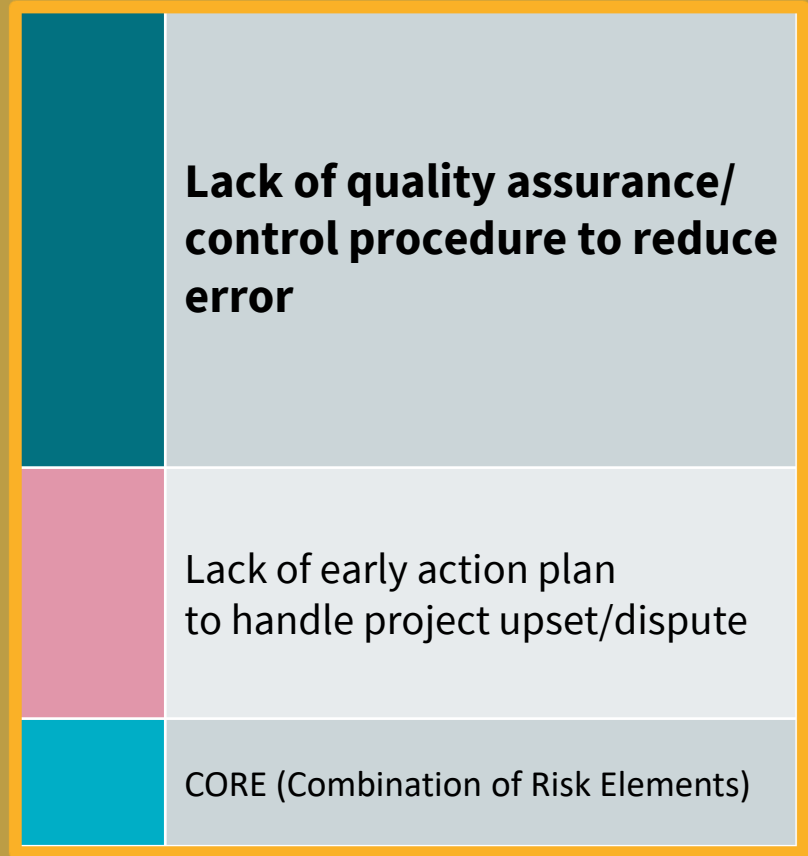 Lack of quality assurance/
control procedure to reduce
error
Lack of early action plan
to handle project upset/dispute
CORE (Combination of Risk Elements)